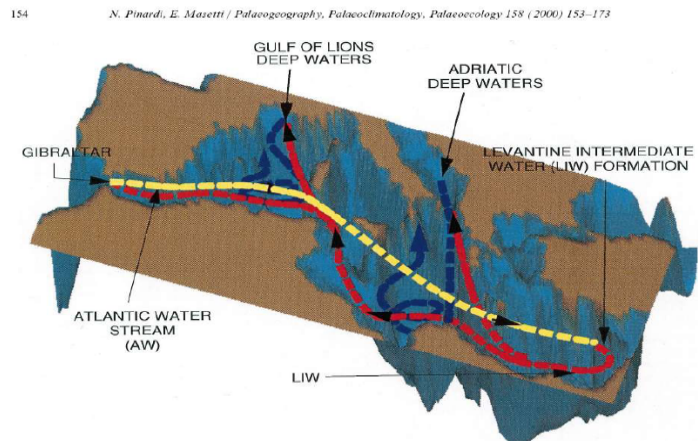 154
N. Pinardi, E. Masetti / Palaeogeography, Palaeoclimatology, Palaeoecology 158 (2000) 153–173
GULF OF LIONS
DEEP WATERS
ADRIATIC
DEEP WATERS
GIBRALTAR
LEVANTINE INTERMEDIATE
WATER (LIW) FORMATION
ATLANTIC WATER
STREAM
(AW)
LIW